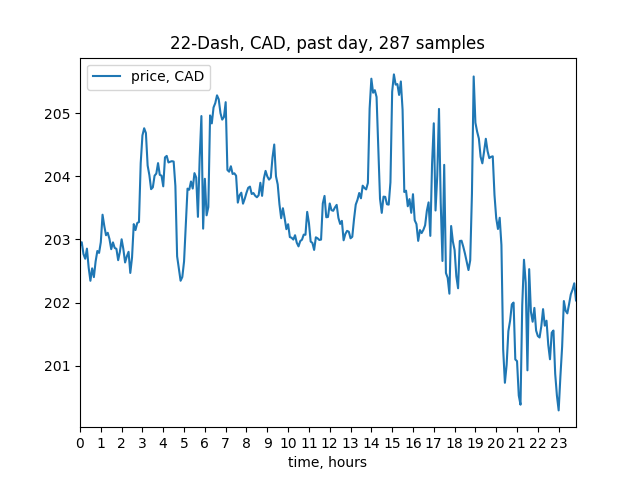 22-Dash, CAD, past day, 287 samples
price, CAD
205
204
203
202
201
0 1 2 3 4 5 6 7 8 9 10 11 12 13 14 15 16 17 18 19 20 21 22 23
time, hours